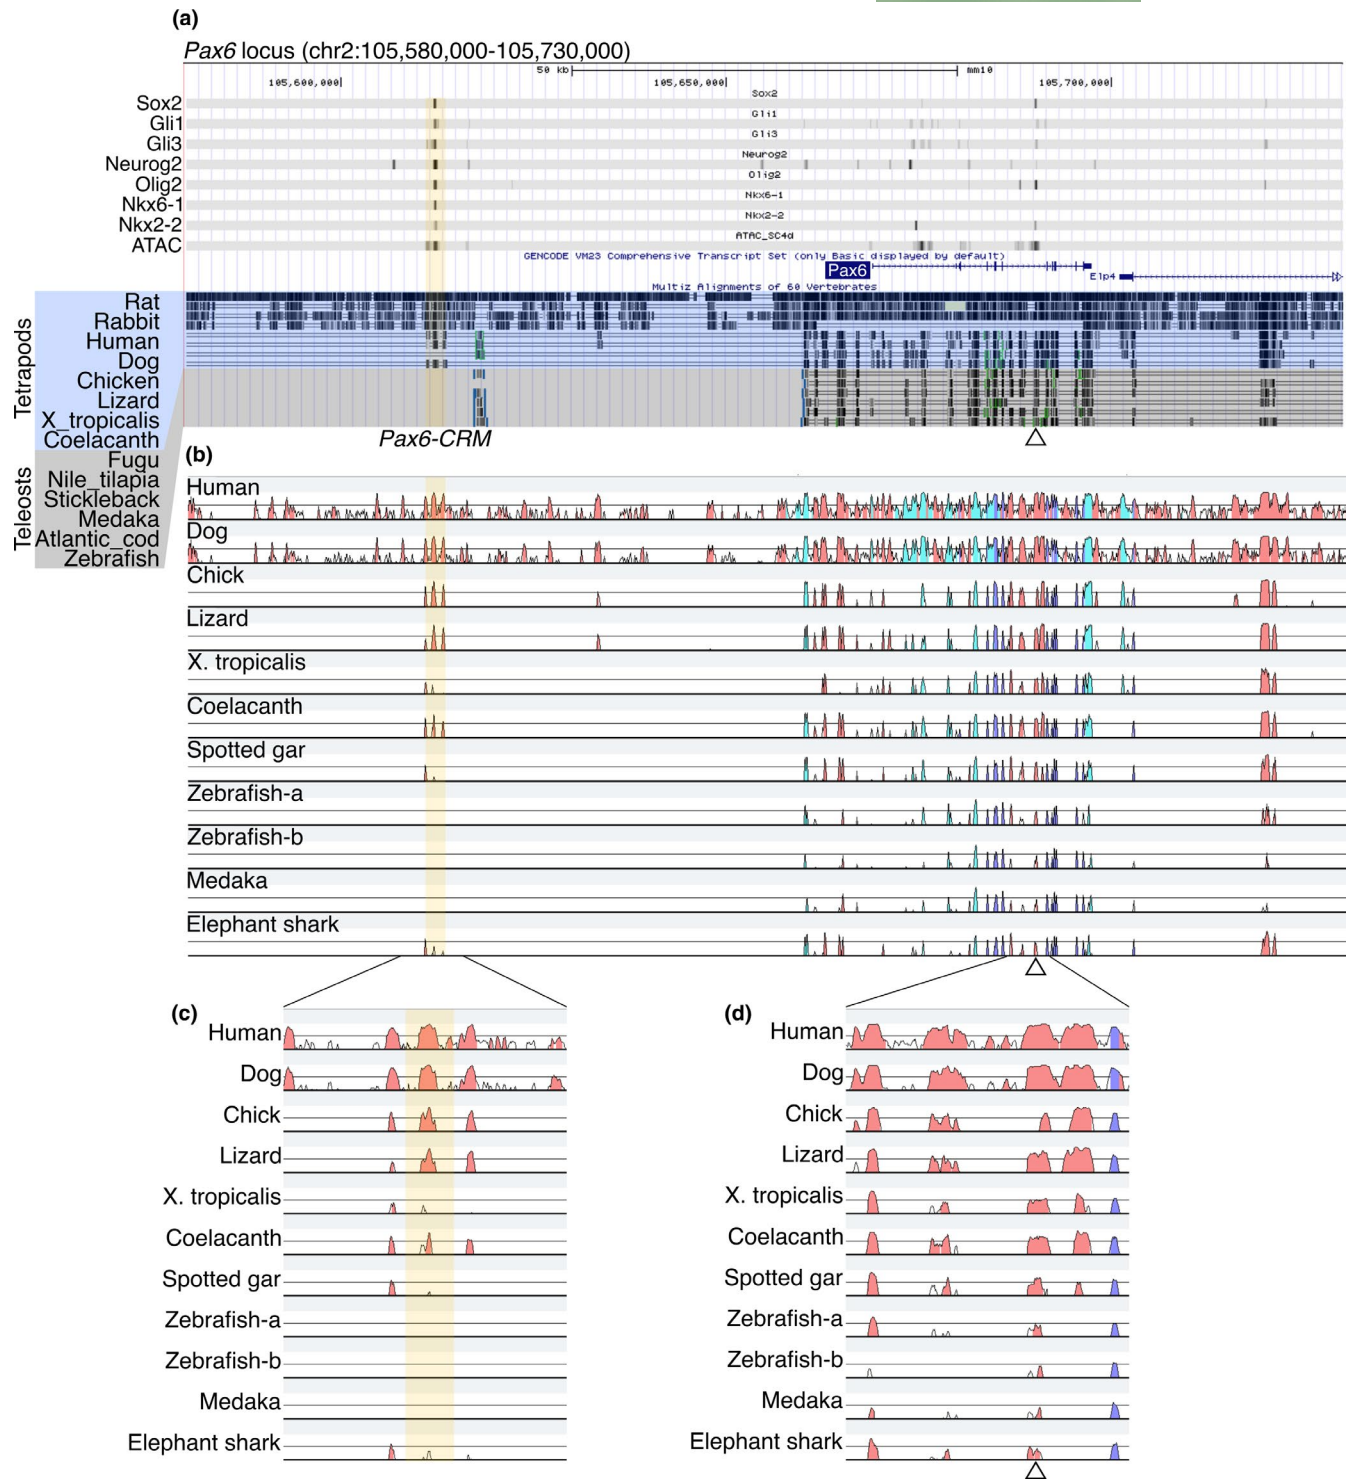 (a)
Pax6 locus (chr2:105,580,000-105,730,000)
50 kb mm10
105,600,000 105,650,000 105,700,000
Sox2
Sox2
Gli1
Gli1
Gli3
Gli3
Neurog2
Neurog2
Olig2
Olig2
Nkx6-1
Nkx6-1
Nkx2-2
Nkx2-2
ATAC
ATAC_SC4d
GENCODE VM23 Comprehensive Transcript Set (only Basic displayed by default)
Pax6
Elp4
Multiz Alignments of 60 Vertebrates
Tetrapods
Rat
Rabbit
Human
Dog
Chicken
Lizard
X_tropicalis
Coelacanth
Teleosts
Fugu
Nile_tilapia
Stickleback
Medaka
Atlantic_cod
Zebrafish
Pax6-CRM
(b)
Human
Dog
Chick
Lizard
X. tropicalis
Coelacanth
Spotted gar
Zebrafish-a
Zebrafish-b
Medaka
Elephant shark
(c)
Human
Dog
Chick
Lizard
X. tropicalis
Coelacanth
Spotted gar
Zebrafish-a
Zebrafish-b
Medaka
Elephant shark
(d)
Human
Dog
Chick
Lizard
X. tropicalis
Coelacanth
Spotted gar
Zebrafish-a
Zebrafish-b
Medaka
Elephant shark